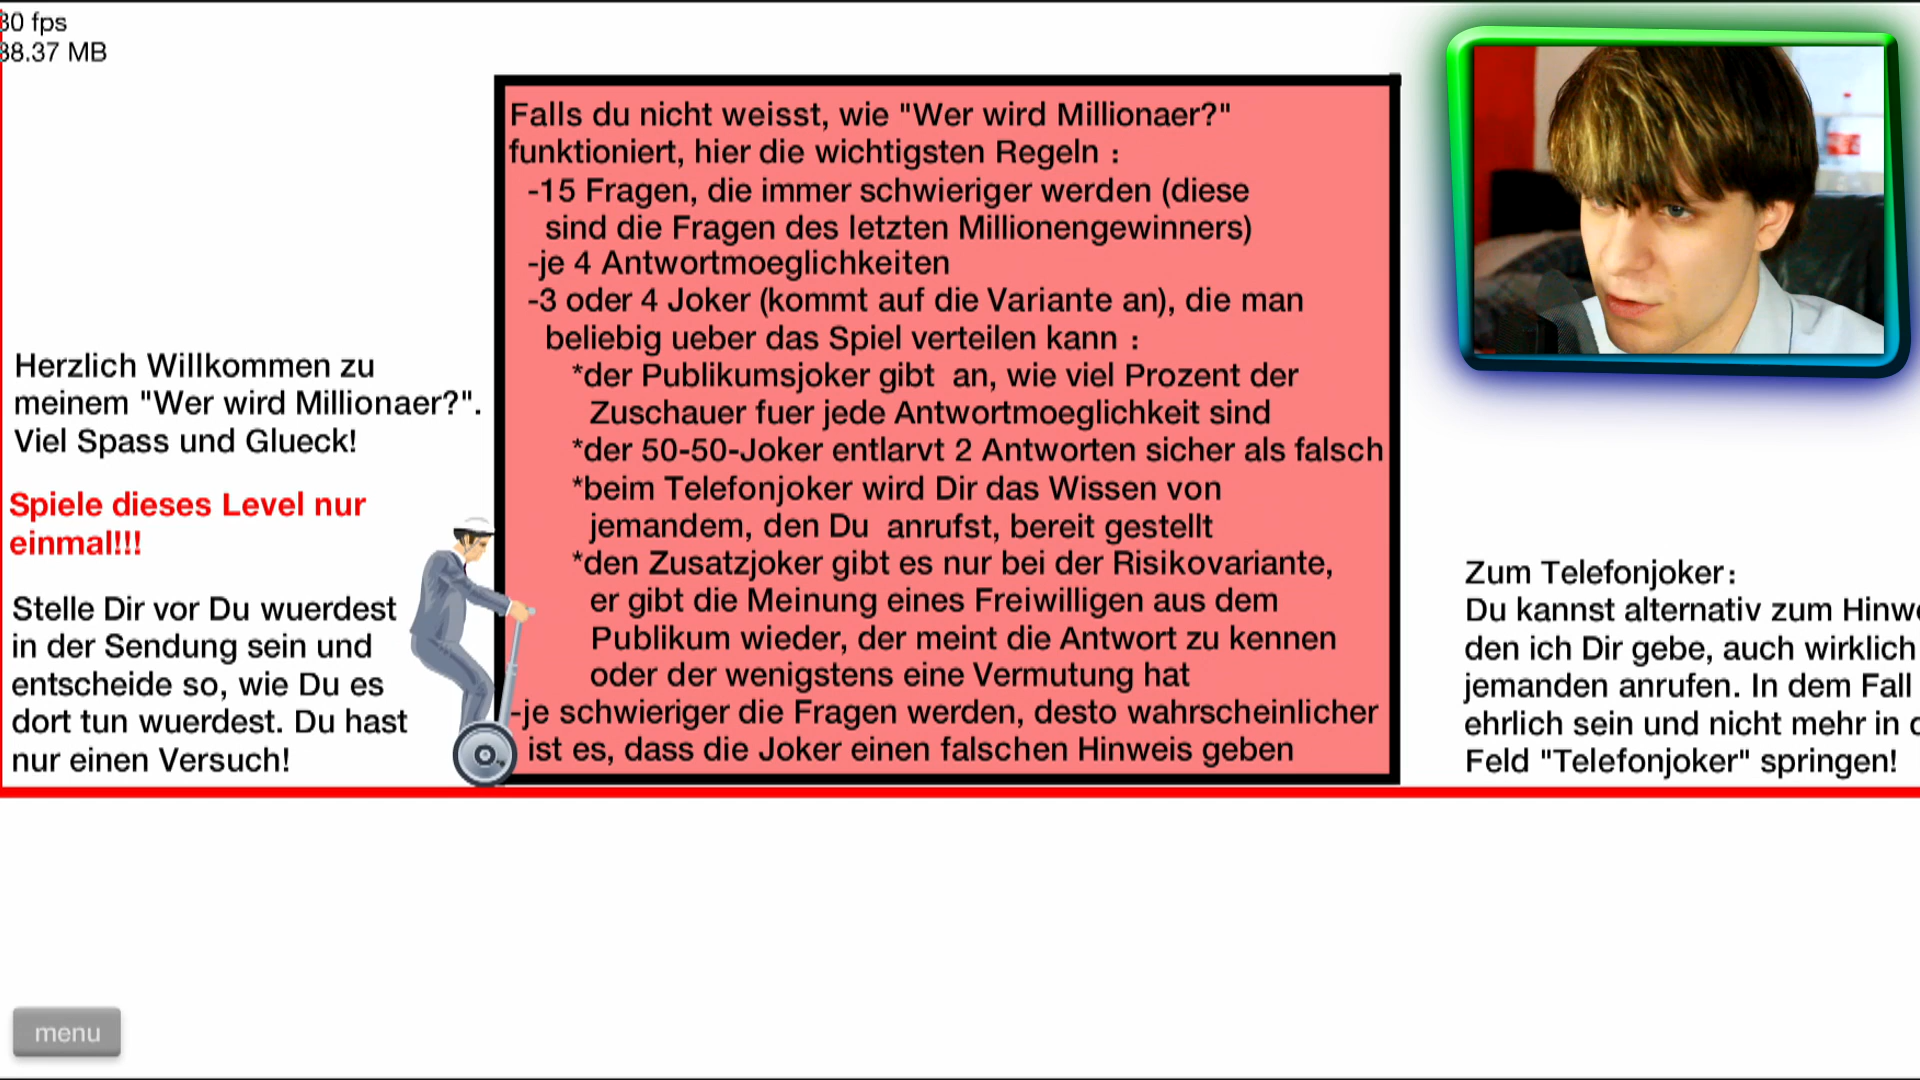 30 fps
38.37 MB
Herzlich Willkommen zu
meinem "Wer wird Millionaer?".
Viel Spass und Glueck!
Spiele dieses Level nur
einmal!!!
Stelle Dir vor Du wuerdest
in der Sendung sein und
entscheide so, wie Du es
dort tun wuerdest. Du hast
nur einen Versuch!
Falls du nicht weisst, wie "Wer wird Millionaer?"
funktioniert, hier die wichtigsten Regeln :
-15 Fragen, die immer schwieriger werden (diese
sind die Fragen des letzten Millionengewinners)
-je 4 Antwortmoeglichkeiten
-3 oder 4 Joker (kommt auf die Variante an), die man
beliebig ueber das Spiel verteilen kann :
*der Publikumsjoker gibt an, wie viel Prozent der
Zuschauer fuer jede Antwortmoeglichkeit sind
*der 50-50-Joker entlarvt 2 Antworten sicher als falsch
*beim Telefonjoker wird Dir das Wissen von
jemandem, den Du anrufst, bereit gestellt
*den Zusatzjoker gibt es nur bei der Risikovariante,
er gibt die Meinung eines Freiwilligen aus dem
Publikum wieder, der meint die Antwort zu kennen
oder der wenigstens eine Vermutung hat
-je schwieriger die Fragen werden, desto wahrscheinlicher
ist es, dass die Joker einen falschen Hinweis geben
Zum Telefonjoker:
Du kannst alternativ zum Hinwe
den ich Dir gebe, auch wirklich
jemanden anrufen. In dem Fall
ehrlich sein und nicht mehr in
Feld "Telefonjoker" springen!
menu